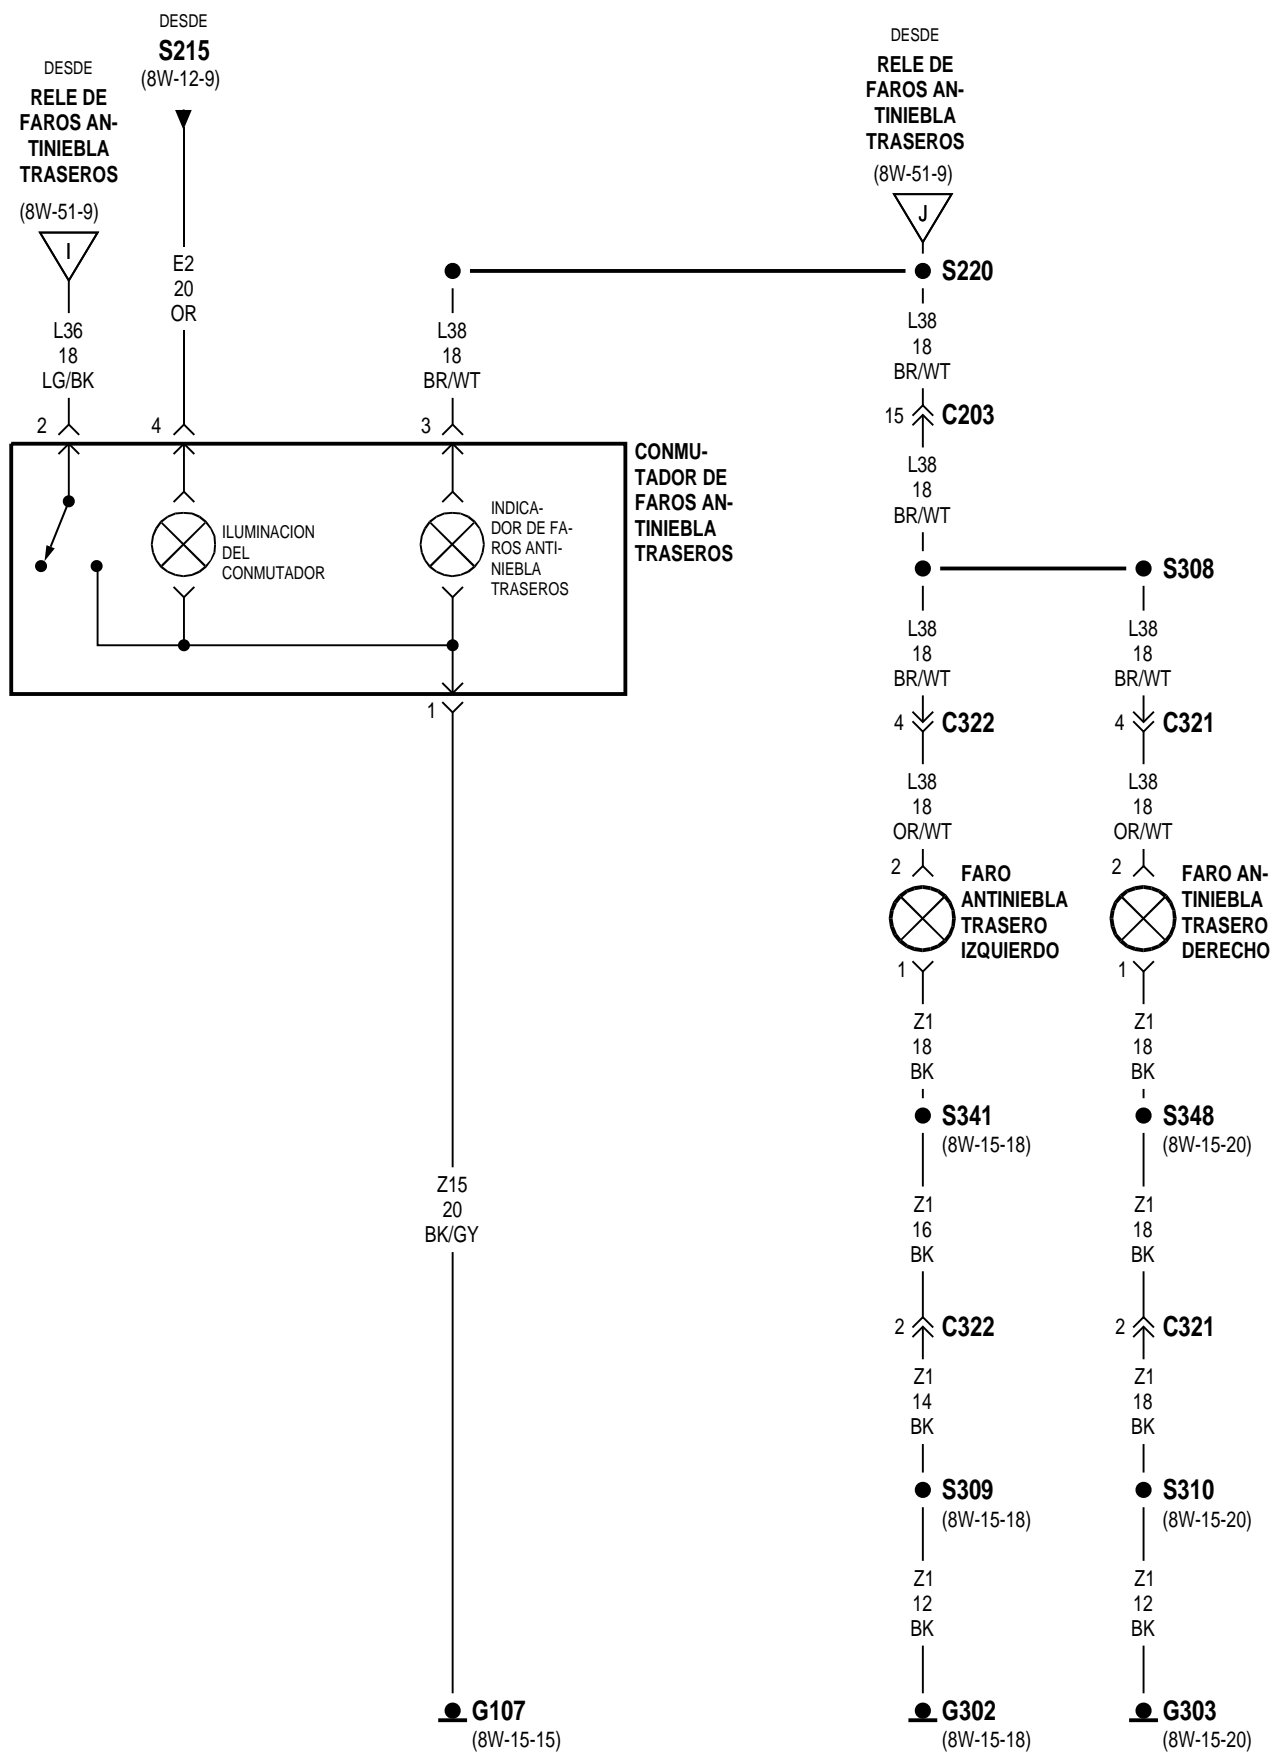 DESDE
RELE DE
FAROS AN-
TINIEBLA
TRASEROS
(8W-51-9)
I
L36
18
LG/BK
2
DESDE
S215
(8W-12-9)
E2
20
OR
4
L38
18
BR/WT
3
DESDE
RELE DE
FAROS AN-
TINIEBLA
TRASEROS
(8W-51-9)
J
S220
L38
18
BR/WT
15
C203
L38
18
BR/WT
CONMU-
TADOR DE
FAROS AN-
TINIEBLA
TRASEROS
ILUMINACION
DEL
CONMUTADOR
INDICA-
DOR DE FA-
ROS ANTI-
NIEBLA
TRASEROS
1
S308
L38
18
BR/WT
L38
18
BR/WT
4
C322
4
C321
L38
18
OR/WT
L38
18
OR/WT
2
FARO
ANTINIEBLA
TRASERO
IZQUIERDO
1
2
FARO AN-
TINIEBLA
TRASERO
DERECHO
1
Z1
18
BK
Z1
18
BK
S341
(8W-15-18)
S348
(8W-15-20)
Z15
20
BK/GY
Z1
16
BK
Z1
18
BK
2
C322
2
C321
Z1
14
BK
Z1
18
BK
S309
(8W-15-18)
S310
(8W-15-20)
Z1
12
BK
Z1
12
BK
G107
(8W-15-15)
G302
(8W-15-18)
G303
(8W-15-20)